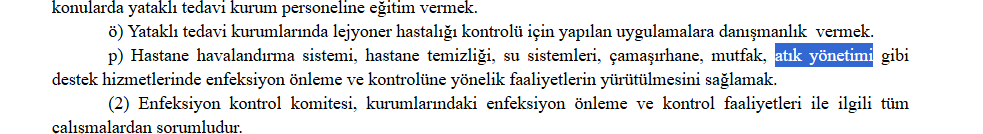 konularda yataklı tedavi kurum personeline eğitim vermek.
ö) Yataklı tedavi kurumlarında lejyoner hastalığı kontrolü için yapılan uygulamalara danışmanlık vermek.
p) Hastane havalandırma sistemi, hastane temizliği, su sistemleri, çamaşırhane, mutfak, atık yönetimi gibi
destek hizmetlerinde enfeksiyon önleme ve kontrolüne yönelik faaliyetlerin yürütülmesini sağlamak.
(2) Enfeksiyon kontrol komitesi, kurumlarındaki enfeksiyon önleme ve kontrol faaliyetleri ile ilgili tüm
çalışmalardan sorumludur.